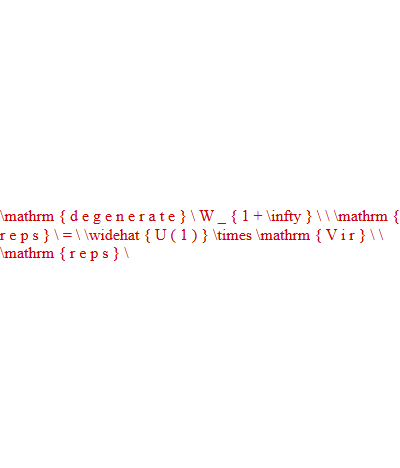 \mathrm { d e g e n e r a t e } \ W _ { 1 + \infty } \ \ \mathrm {
r e p s } \ = \ \widehat { U ( 1 ) } \times \mathrm { V i r } \ \
\mathrm { r e p s } \